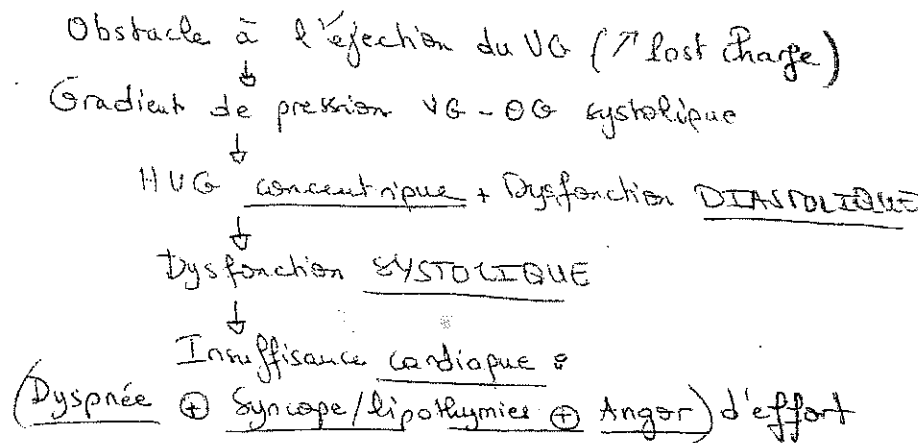 Obstacle à l'éjection du VG (↗ Post charge)
↓
Gradient de pression VG - OG systolique
↓
HVG concentrique + Dysfonction DIASTOLIQUE
↓
Dysfonction SYSTOLIQUE
↓
Insuffisance cardiaque :
(Dyspnée ⊕ Syncope/lipothymies ⊕ Angor) d'effort